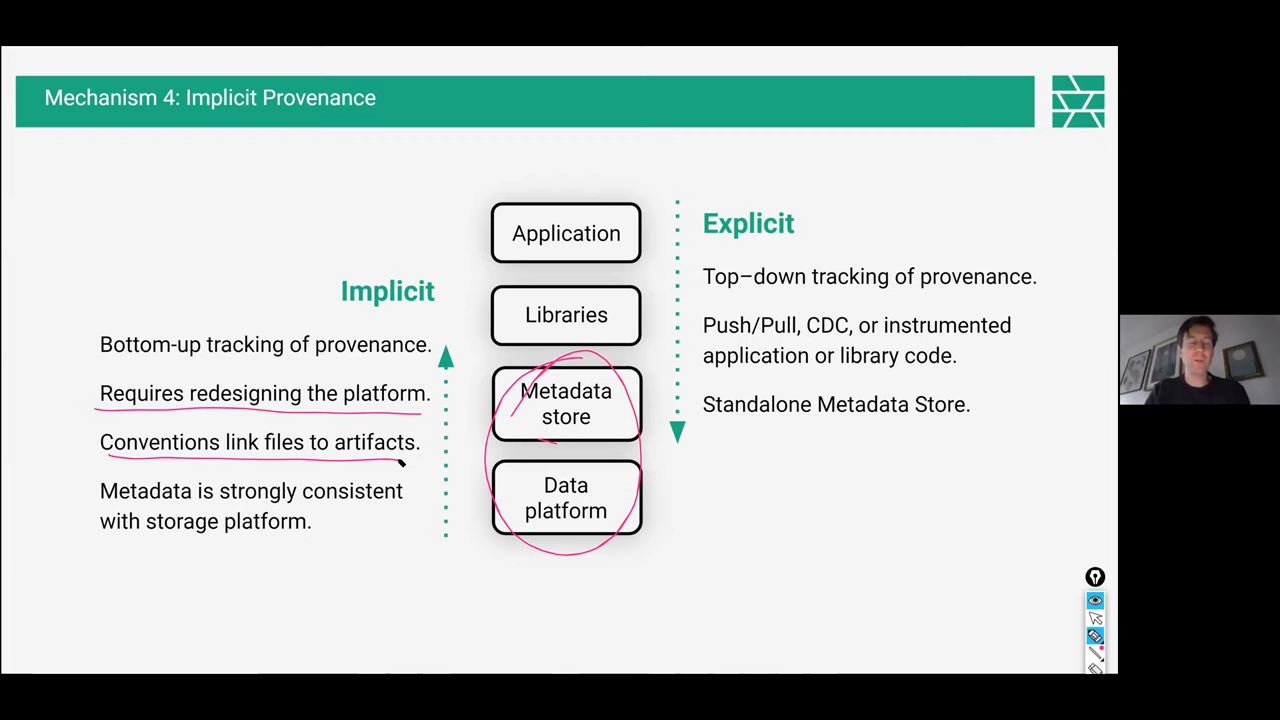 Mechanism 4: Implicit Provenance
Implicit
Bottom-up tracking of provenance.
Requires redesigning the platform.
Conventions link files to artifacts.
Metadata is strongly consistent
with storage platform.
Application
Libraries
Metadata
store
Data
platform
Explicit
Top–down tracking of provenance.
Push/Pull, CDC, or instrumented
application or library code.
Standalone Metadata Store.